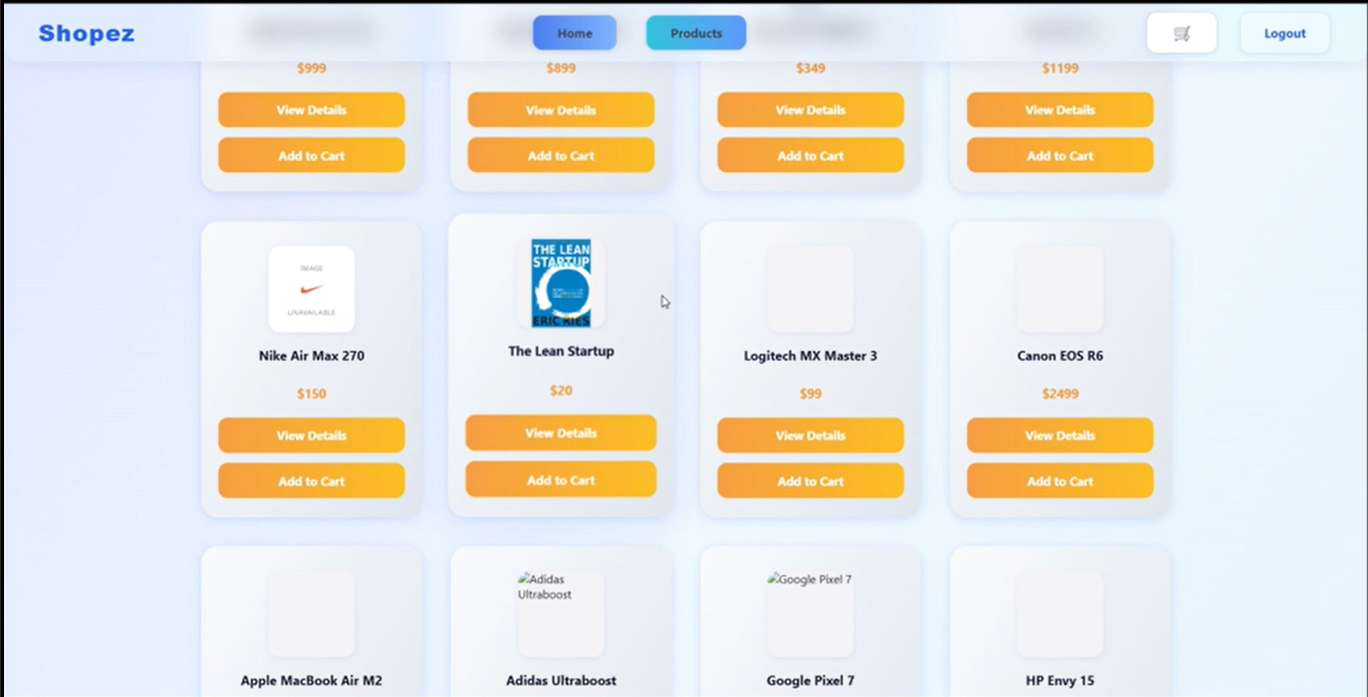 Shopez
Home
Products
Logout
$999
$899
$349
$1199
View Details
View Details
View Details
View Details
Add to Cart
Add to Cart
Add to Cart
Add to Cart
IMAGE
UNAVAILABLE
THE LEAN
STARTUP
ERIC RIES
Nike Air Max 270
The Lean Startup
Logitech MX Master 3
Canon EOS R6
$150
$20
$99
$2499
View Details
View Details
View Details
View Details
Add to Cart
Add to Cart
Add to Cart
Add to Cart
Adidas
Ultraboost
Google Pixel 7
Apple MacBook Air M2
Adidas Ultraboost
Google Pixel 7
HP Envy 15